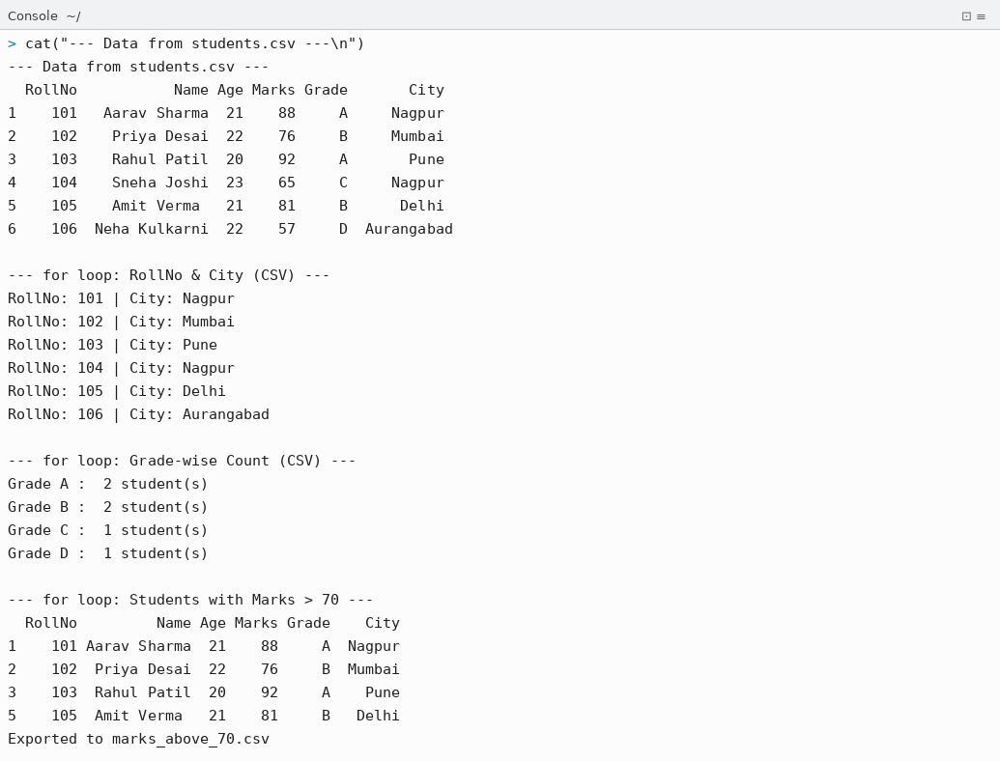 Console ~/
> cat("--- Data from students.csv ---\n")
--- Data from students.csv ---
  RollNo           Name Age Marks Grade       City
1    101   Aarav Sharma  21    88     A     Nagpur
2    102    Priya Desai  22    76     B     Mumbai
3    103    Rahul Patil  20    92     A       Pune
4    104    Sneha Joshi  23    65     C     Nagpur
5    105    Amit Verma   21    81     B      Delhi
6    106  Neha Kulkarni  22    57     D  Aurangabad

--- for loop: RollNo & City (CSV) ---
RollNo: 101 | City: Nagpur
RollNo: 102 | City: Mumbai
RollNo: 103 | City: Pune
RollNo: 104 | City: Nagpur
RollNo: 105 | City: Delhi
RollNo: 106 | City: Aurangabad

--- for loop: Grade-wise Count (CSV) ---
Grade A :  2 student(s)
Grade B :  2 student(s)
Grade C :  1 student(s)
Grade D :  1 student(s)

--- for loop: Students with Marks > 70 ---
  RollNo         Name Age Marks Grade    City
1    101 Aarav Sharma  21    88     A  Nagpur
2    102  Priya Desai  22    76     B  Mumbai
3    103  Rahul Patil  20    92     A    Pune
5    105  Amit Verma   21    81     B   Delhi
Exported to marks_above_70.csv